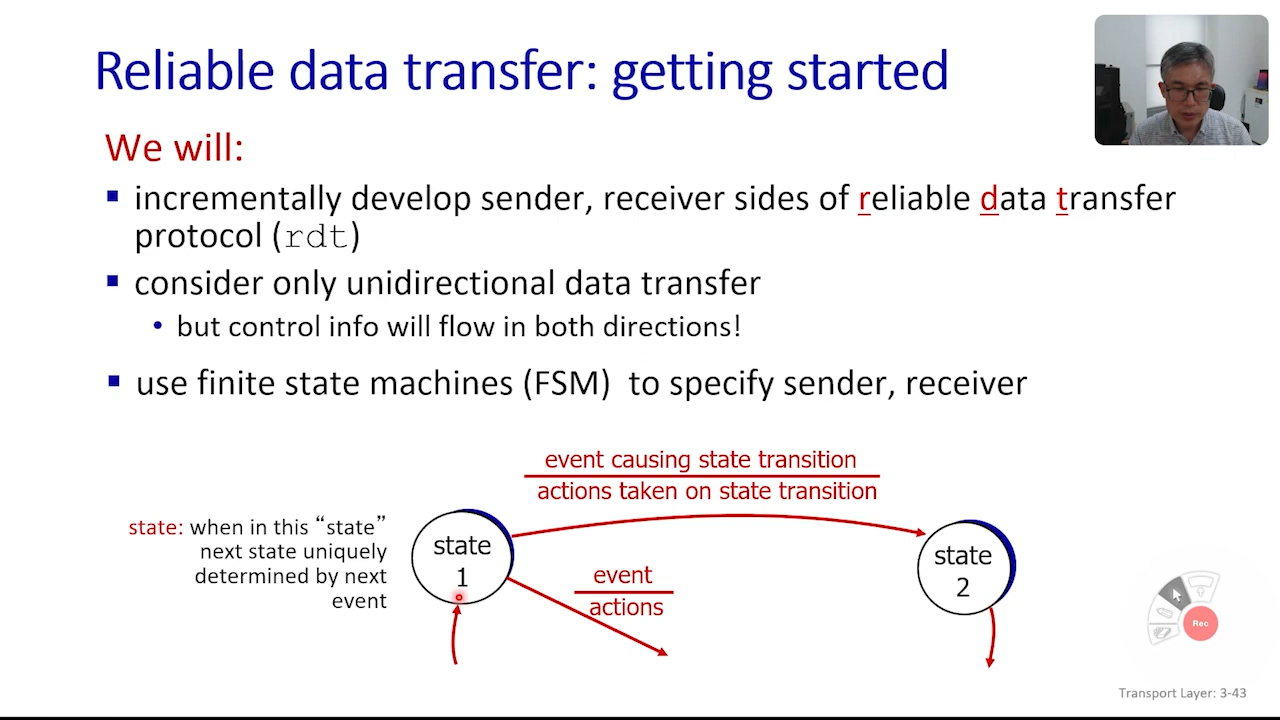 Reliable data transfer: getting started
We will:
▪ incrementally develop sender, receiver sides of reliable data transfer
protocol (rdt)
▪ consider only unidirectional data transfer
• but control info will flow in both directions!
▪ use finite state machines (FSM) to specify sender, receiver
event causing state transition
actions taken on state transition
state: when in this “state”
next state uniquely
determined by next
event
state
1
event
actions
state
2
Rec
Transport Layer: 3-43